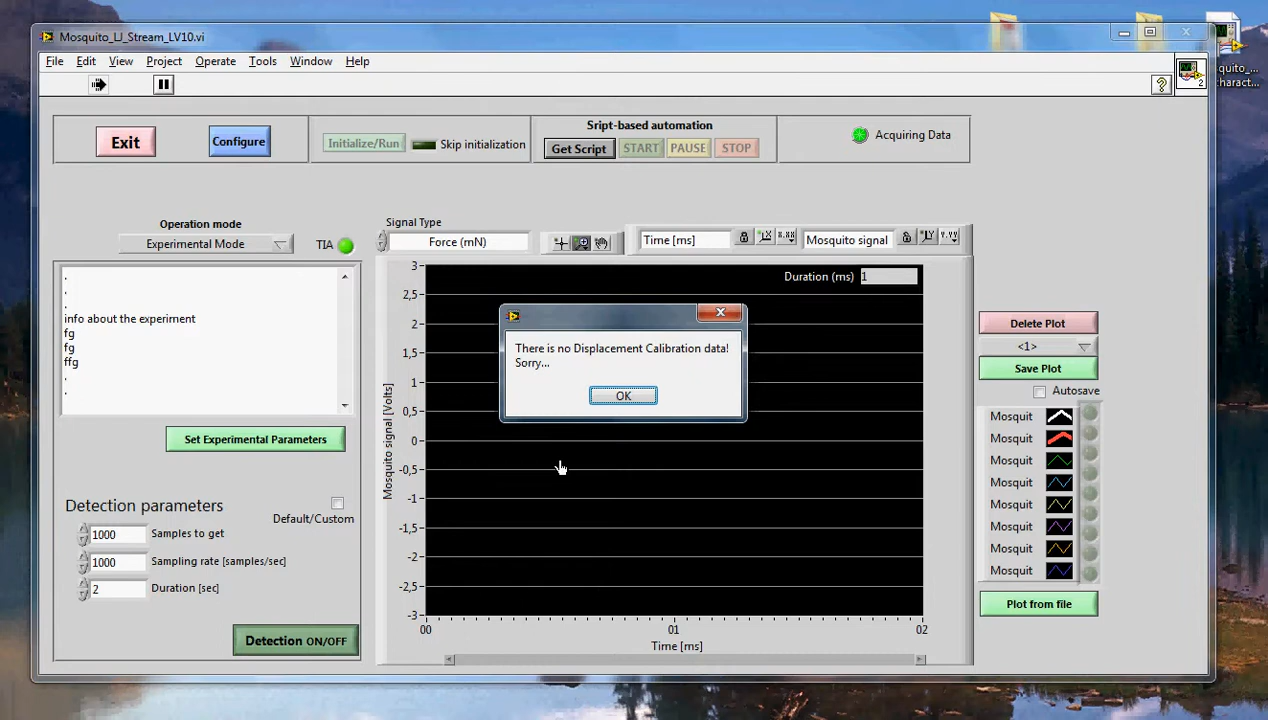 Mosquito_LJ_Stream_LV10.vi
File Edit View Project Operate Tools Window Help
?
2
squito_...
charact...
Exit
Configure
Initialize/Run
Skip initialization
Sript-based automation
Get Script
START
PAUSE
STOP
Acquiring Data
Operation mode
Experimental Mode
TIA
Signal Type
Force (mN)
Time [ms]
Mosquito signal
.
.
.
info about the experiment
fg
fg
ffg
.
.
Set Experimental Parameters
Detection parameters
Default/Custom
1000 Samples to get
1000 Sampling rate [samples/sec]
2 Duration [sec]
Detection ON/OFF
Duration (ms) 1
Mosquito signal [Volts]
3
2,5
2
1,5
1
0,5
0
-0,5
-1
-1,5
-2
-2,5
-3
00 01 02
Time [ms]
There is no Displacement Calibration data!
Sorry...
OK
Delete Plot
<1>
Save Plot
Autosave
Mosquit
Mosquit
Mosquit
Mosquit
Mosquit
Mosquit
Mosquit
Mosquit
Plot from file